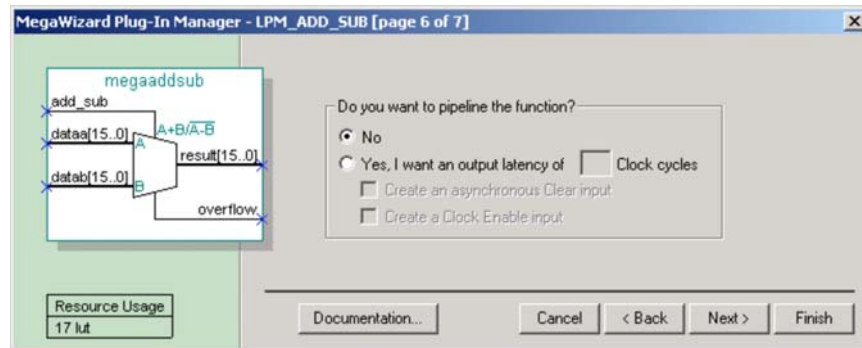 MegaWizard Plug-In Manager - LPM_ADD_SUB [page 6 of 7]
megaaddsub
add_sub
A+B/A-B
dataa[15..0]
A
result[15..0]
datab[15..0]
B
overflow
Do you want to pipeline the function?
No
Yes, I want an output latency of Clock cycles
Create an asynchronous Clear input
Create a Clock Enable input
Resource Usage
17 lut
Documentation...
Cancel
< Back
Next >
Finish